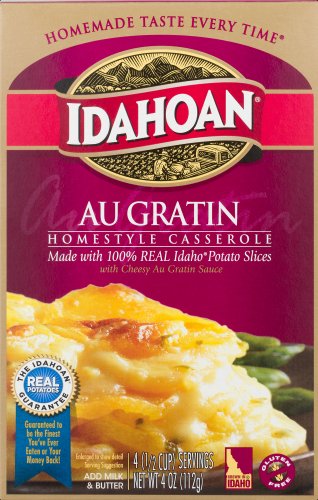 HOMEMADE TASTE EVERY TIME®
IDAHOAN®
AU GRATIN
HOMESTYLE CASSEROLE
Made with 100% REAL Idaho® Potato Slices
with Cheesy Au Gratin Sauce
THE IDAHOAN®
REAL
POTATOES
GUARANTEE
Guaranteed to
be the Finest
You've Ever
Eaten or Your
Money Back!
Enlarged to show detail
Serving Suggestion
ADD MILK
& BUTTER
4 (1/2 CUP) SERVINGS
NET WT 4 OZ (112g)
GROWN IN
IDAHO
GLUTEN
FREE